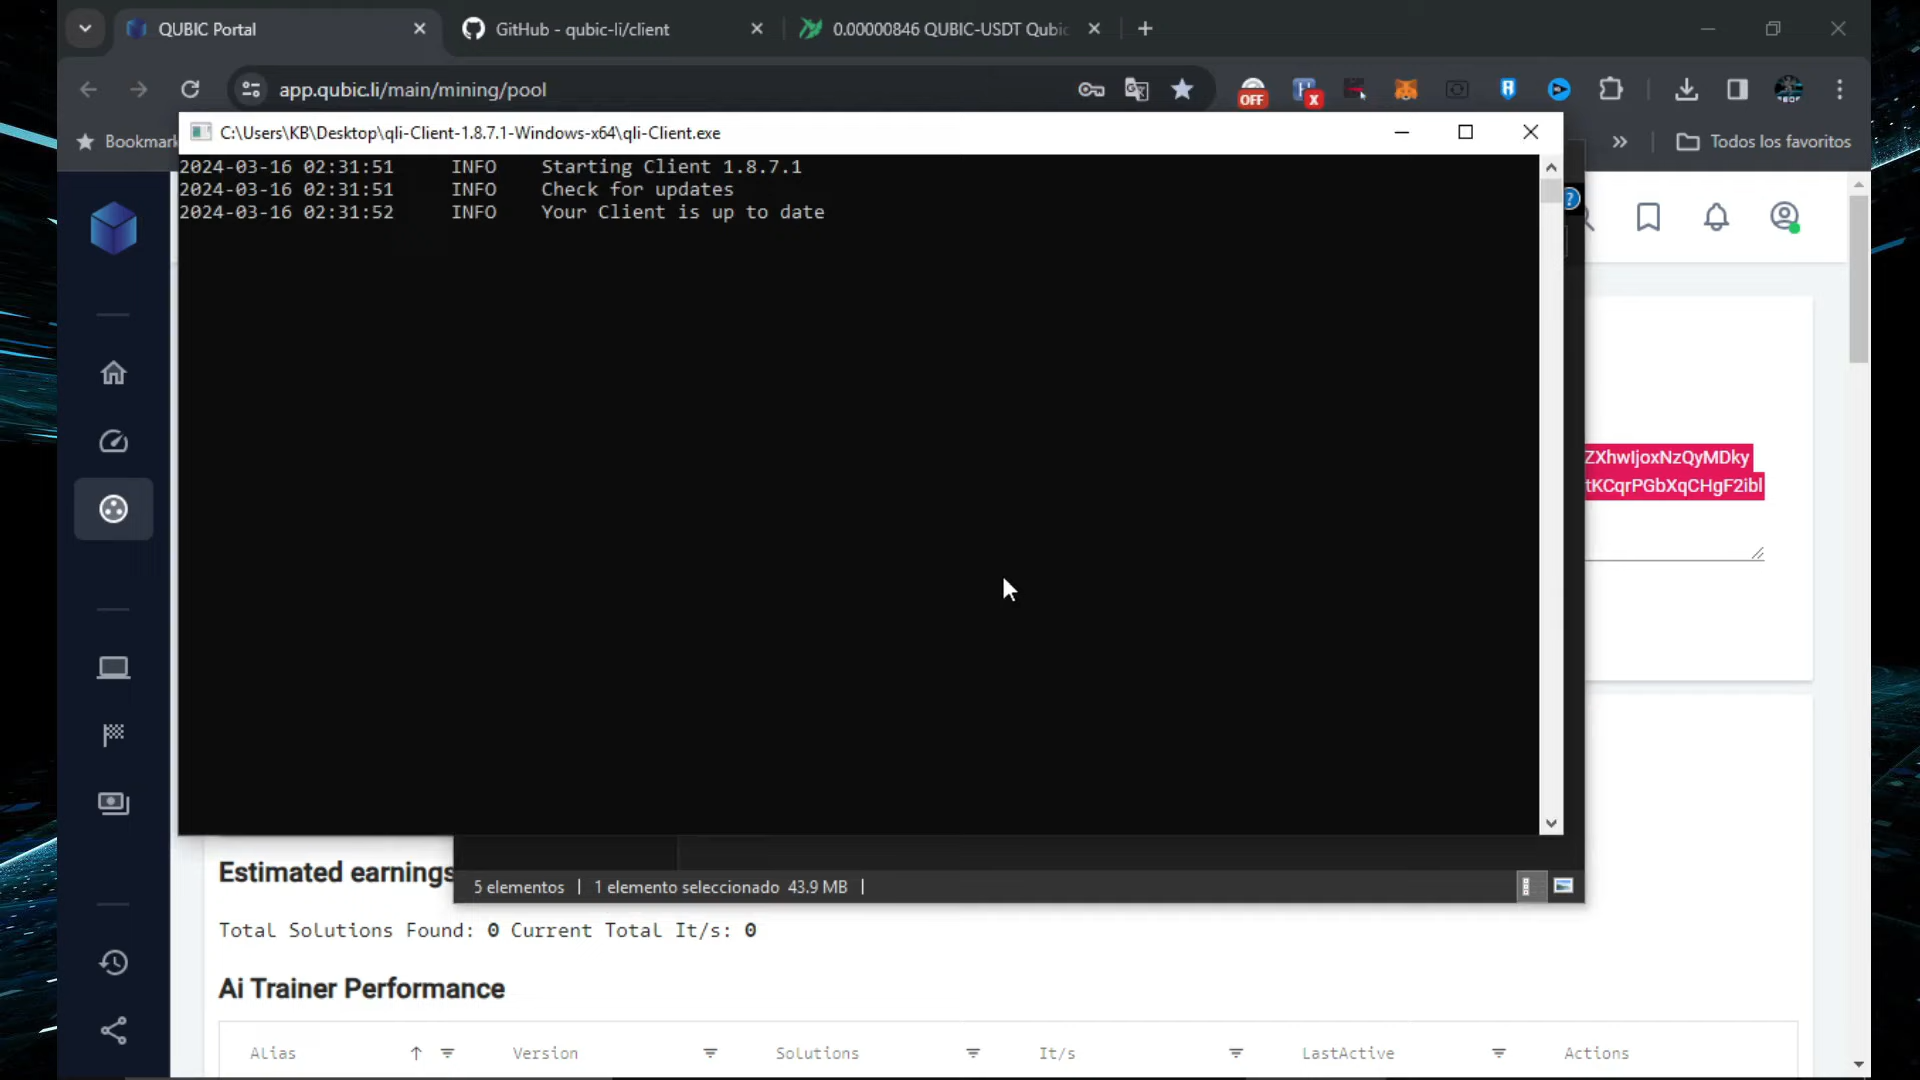 QUBIC Portal
GitHub - qubic-li/client
0.00000846 QUBIC-USDT Qubic
app.qubic.li/main/mining/pool
OFF
x
Bookmark
Todos los favoritos
C:\Users\KB\Desktop\qli-Client-1.8.7.1-Windows-x64\qli-Client.exe
2024-03-16 02:31:51 INFO Starting Client 1.8.7.1
2024-03-16 02:31:51 INFO Check for updates
2024-03-16 02:31:52 INFO Your Client is up to date
?
ZXhwIjoxNzQyMDky
tKCqrPGbXqCHgF2ibl
5 elementos | 1 elemento seleccionado 43.9 MB |
Estimated earnings
Total Solutions Found: 0 Current Total It/s: 0
Ai Trainer Performance
Alias Version Solutions It/s LastActive Actions